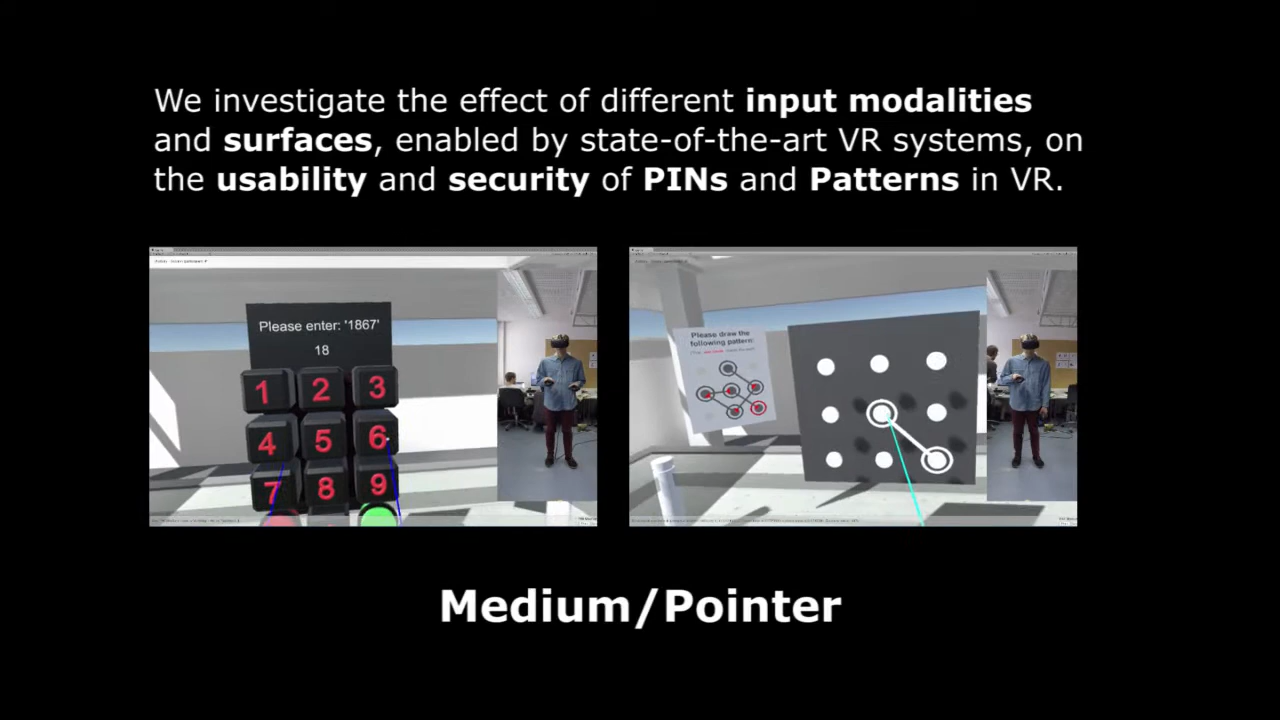 We investigate the effect of different input modalities
and surfaces, enabled by state-of-the-art VR systems, on
the usability and security of PINs and Patterns in VR.
Please enter: '1867'
18
1 2 3
4 5 6
7 8 9
Please draw the
following pattern:
Medium/Pointer